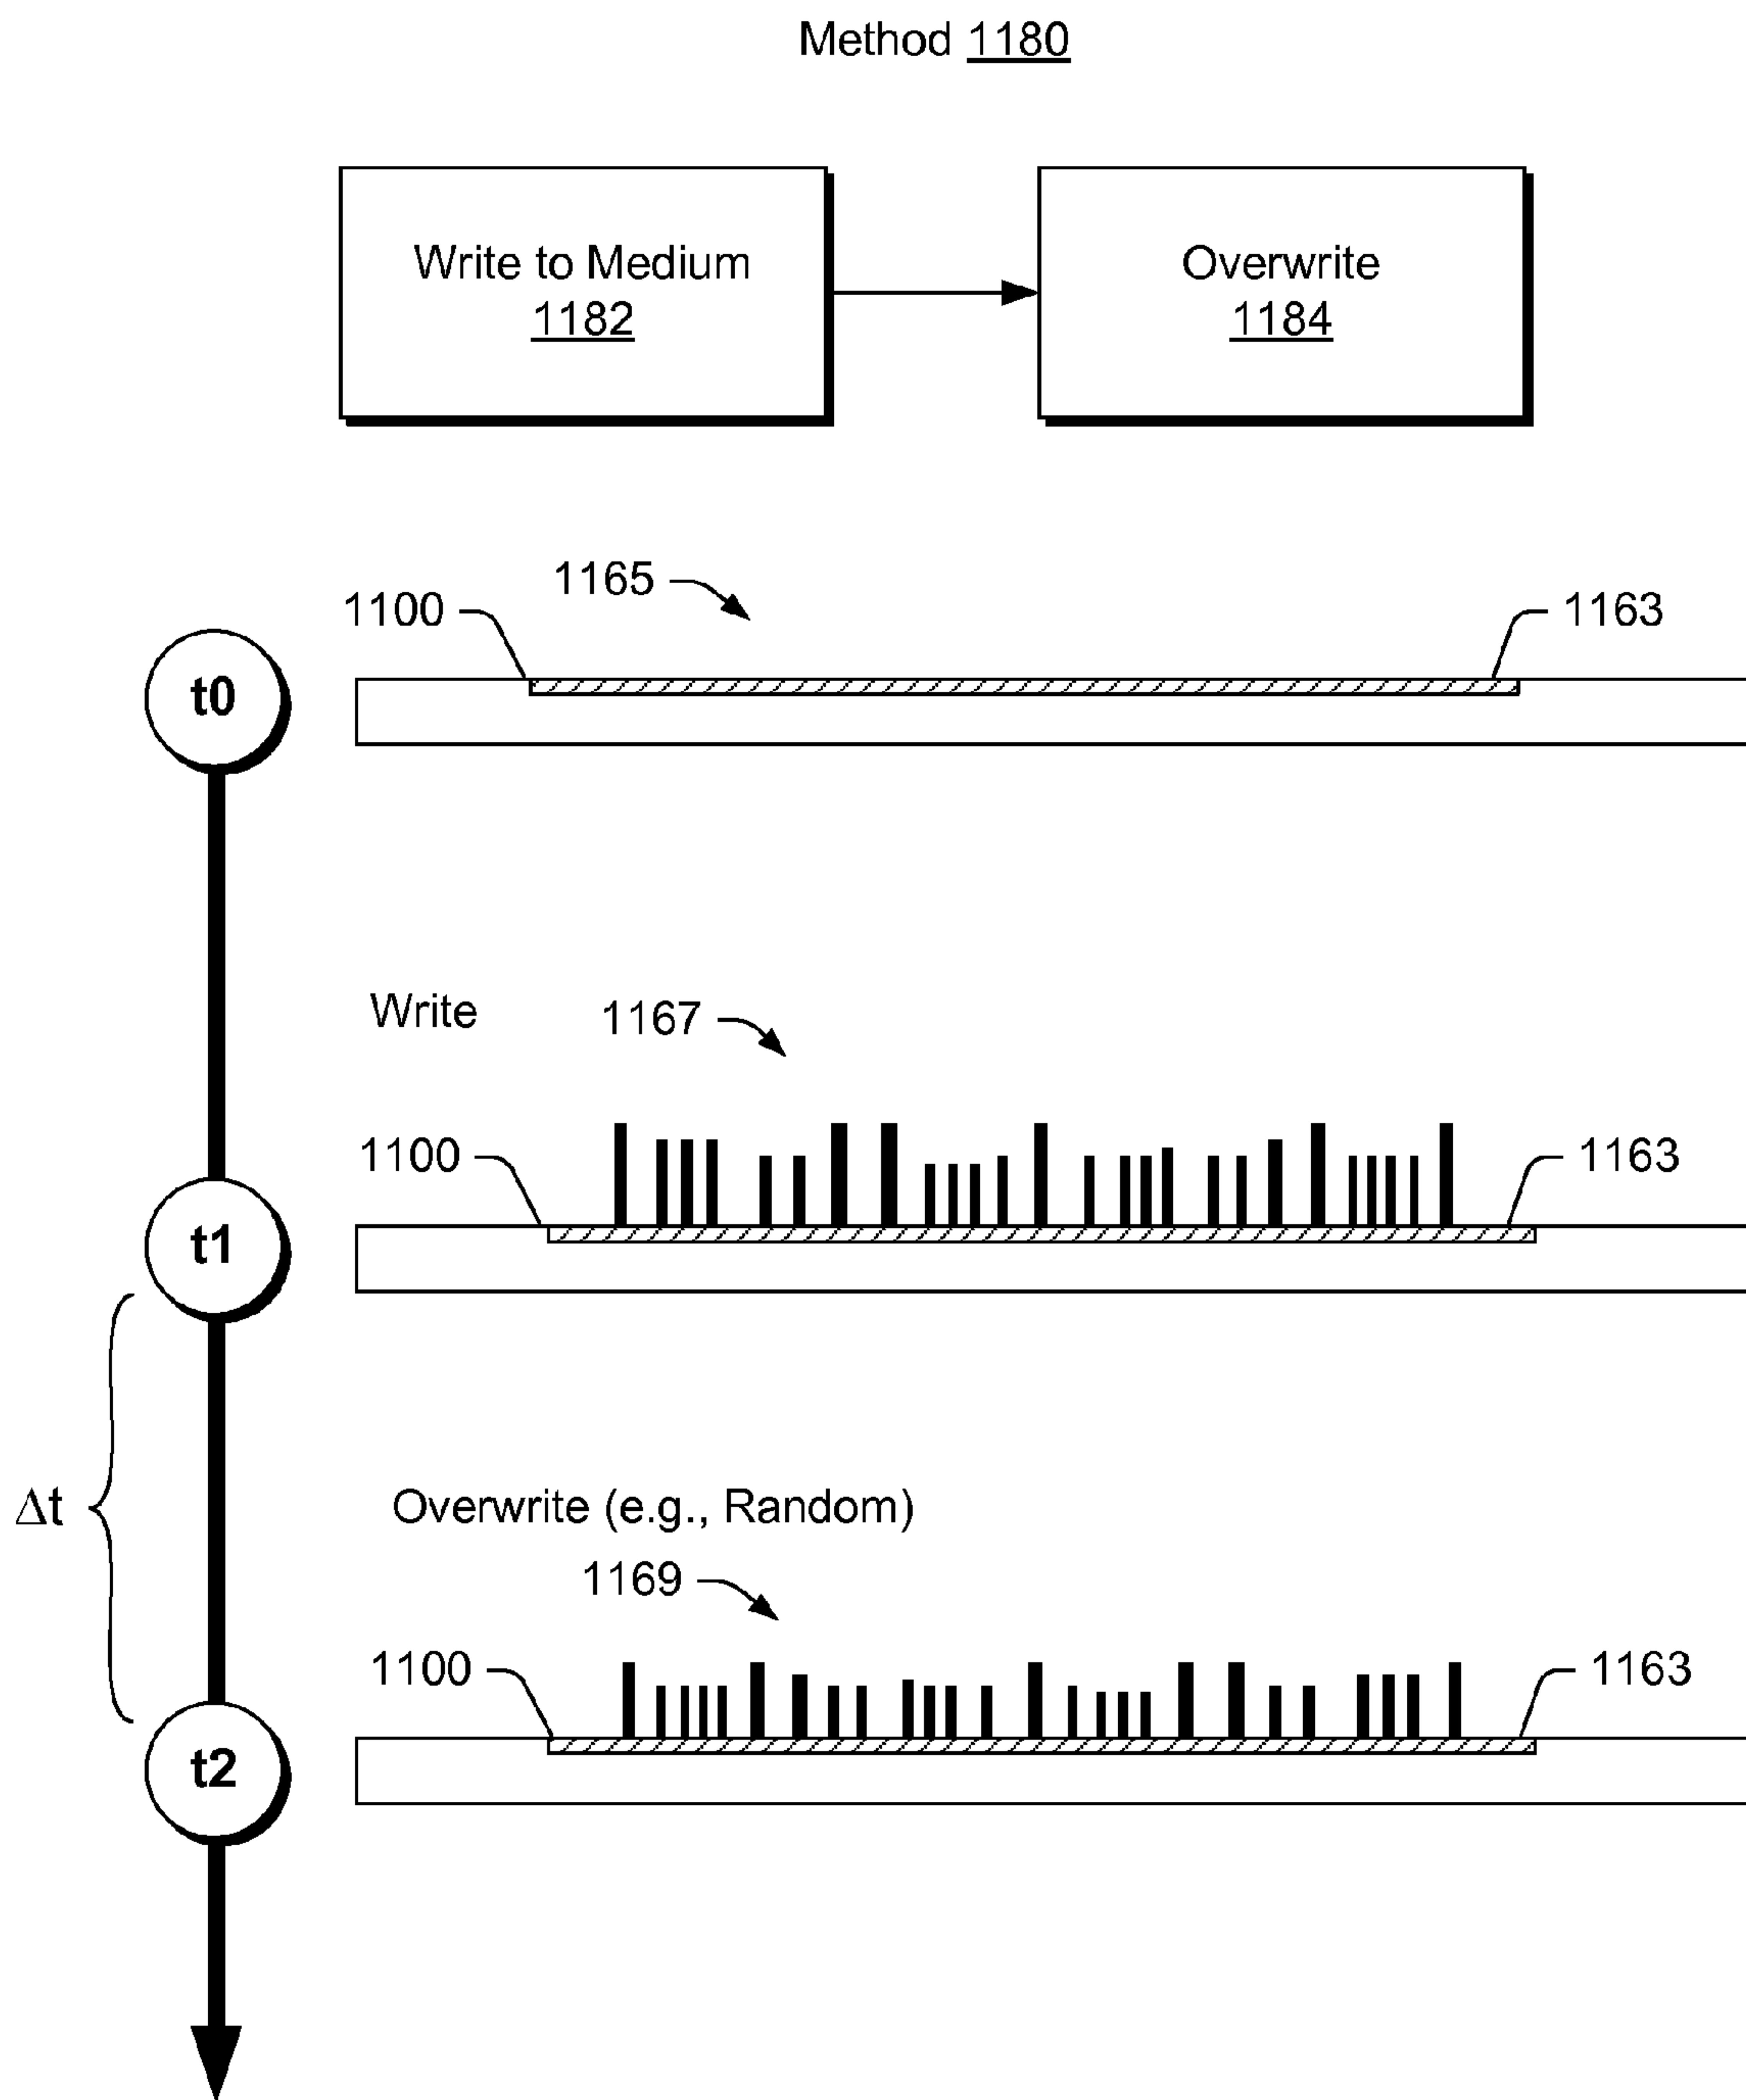 Method 1180
Write to Medium
1182
Overwrite
1184
1165
1100
1163
t0
Write
1167
1100
1163
t1
Δt
Overwrite (e.g., Random)
1169
1100
1163
t2